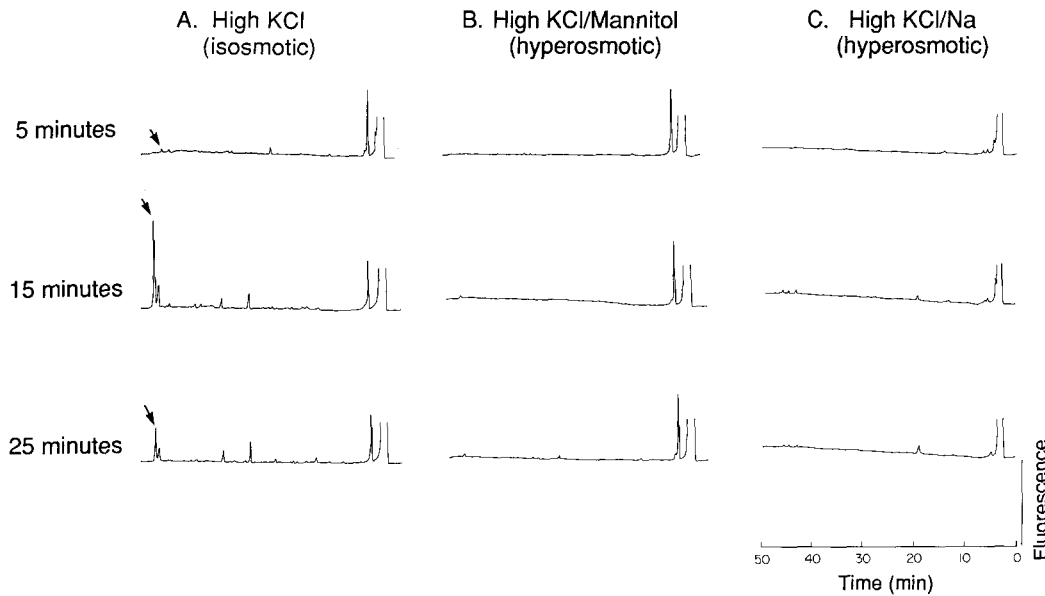 A. High KCl
(isosmotic)
B. High KCl/Mannitol
(hyperosmotic)
C. High KCl/Na
(hyperosmotic)
5 minutes
15 minutes
25 minutes
Fluorescence
50 40 30 20 10 0
Time (min)